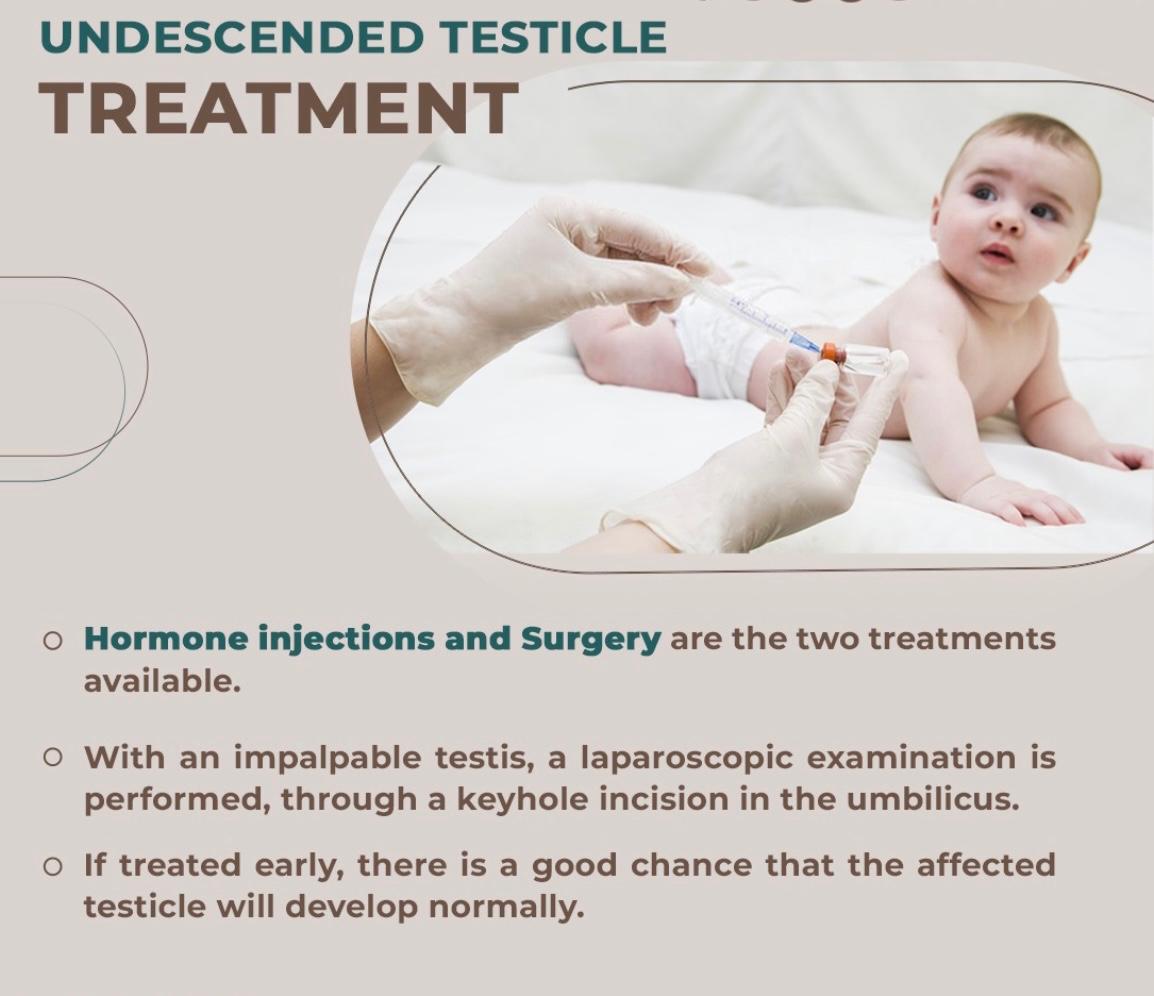 UNDESCENDED TESTICLE
TREATMENT
Hormone injections and Surgery are the two treatments
available.
With an impalpable testis, a laparoscopic examination is
performed, through a keyhole incision in the umbilicus.
If treated early, there is a good chance that the affected
testicle will develop normally.